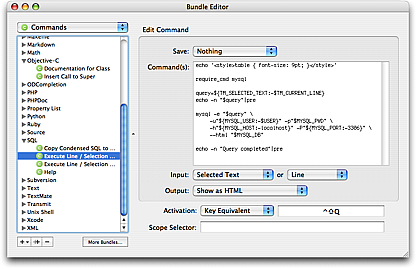 Bundle Editor
Commands
Makefile
Markdown
Math
Objective-C
Documentation for Class
Insert Call to Super
ODCompletion
PHP
PHPDoc
Property List
Python
Ruby
Source
SQL
Copy Condensed SQL to ...
Execute Line / Selection ...
Execute Line / Selection ...
Help
Subversion
Text
TextMate
Transmit
Unix Shell
Xcode
XML
More Bundles...
Edit Command
Save: Nothing
Command(s):
echo '<style>table { font-size: 9pt; }</style>'
require_cmd mysql
query=${TM_SELECTED_TEXT:-$TM_CURRENT_LINE}
echo -n "$query"|pre
mysql -e "$query" \
-u"${MYSQL_USER:-$USER}" -p"$MYSQL_PWD" \
-h"${MYSQL_HOST:-localhost}" -P"${MYSQL_PORT:-3306}" \
--html "$MYSQL_DB"
echo -n "Query completed"|pre
Input: Selected Text or Line
Output: Show as HTML
Activation: Key Equivalent ^⇧Q
Scope Selector: